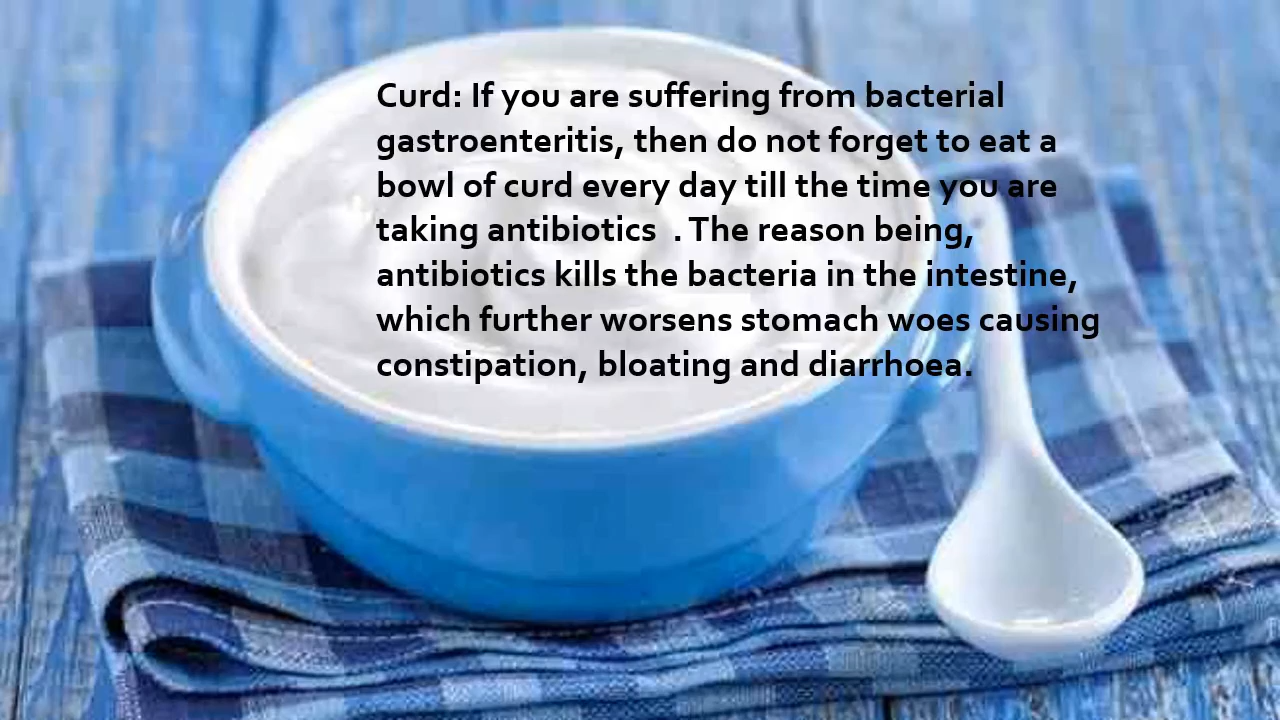 Curd: If you are suffering from bacterial
gastroenteritis, then do not forget to eat a
bowl of curd every day till the time you are
taking antibiotics  . The reason being,
antibiotics kills the bacteria in the intestine,
which further worsens stomach woes causing
constipation, bloating and diarrhoea.